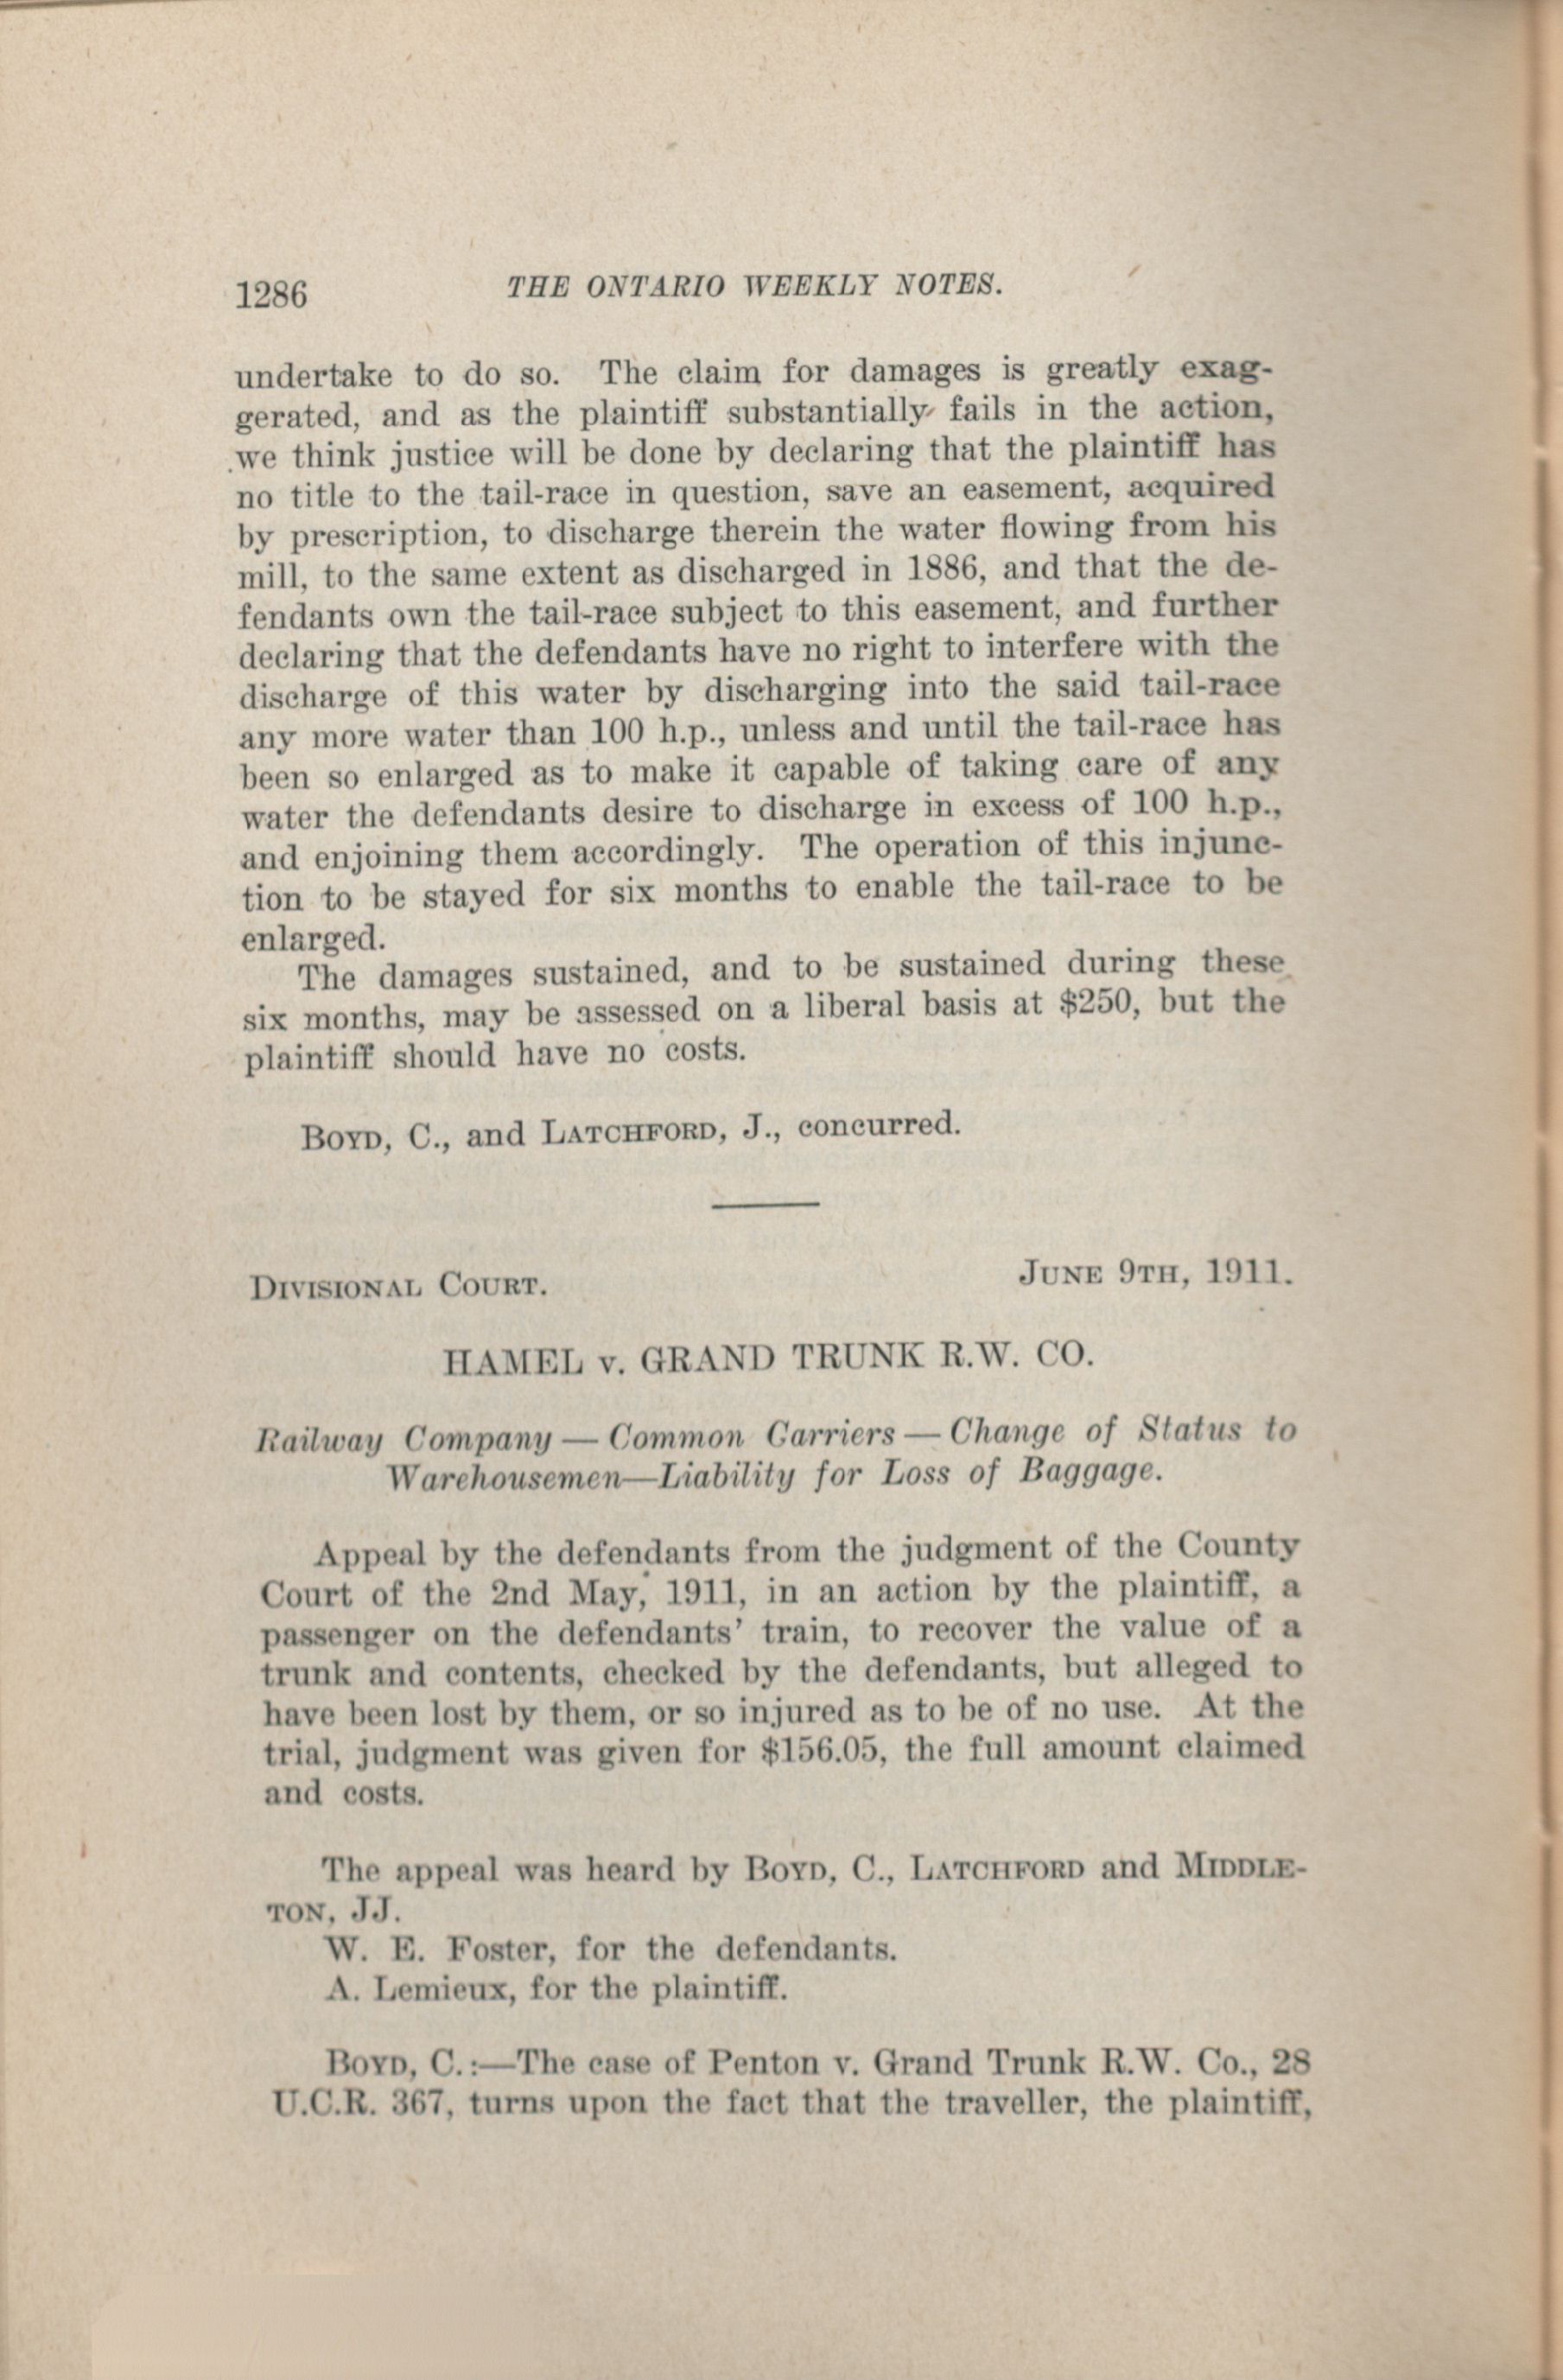 1286 THE ONTARIO WEEKLY NOTES.
undertake to do so. The claim for damages is greatly exag-
gerated, and as the plaintiff substantially fails in the action,
we think justice will be done by declaring that the plaintiff has
no title to the tail-race in question, save an easement, acquired
by prescription, to discharge therein the water flowing from his
mill, to the same extent as discharged in 1886, and that the de-
fendants own the tail-race subject to this easement, and further
declaring that the defendants have no right to interfere with the
discharge of this water by discharging into the said tail-race
any more water than 100 h.p., unless and until the tail-race has
been so enlarged as to make it capable of taking care of any
water the defendants desire to discharge in excess of 100 h.p.,
and enjoining them accordingly. The operation of this injunc-
tion to be stayed for six months to enable the tail-race to be
enlarged.
The damages sustained, and to be sustained during these
six months, may be assessed on a liberal basis at $250, but the
plaintiff should have no costs.
BOYD, C., and LATCHFORD, J., concurred.
DIVISIONAL COURT. JUNE 9TH, 1911.
HAMEL v. GRAND TRUNK R.W. CO.
Railway Company — Common Carriers — Change of Status to
Warehousemen—Liability for Loss of Baggage.
Appeal by the defendants from the judgment of the County
Court of the 2nd May, 1911, in an action by the plaintiff, a
passenger on the defendants' train, to recover the value of a
trunk and contents, checked by the defendants, but alleged to
have been lost by them, or so injured as to be of no use. At the
trial, judgment was given for $156.05, the full amount claimed
and costs.
The appeal was heard by BOYD, C., LATCHFORD and MIDDLE-
TON, JJ.
W. E. Foster, for the defendants.
A. Lemieux, for the plaintiff.
BOYD, C.:—The case of Penton v. Grand Trunk R.W. Co., 28
U.C.R. 367, turns upon the fact that the traveller, the plaintiff,